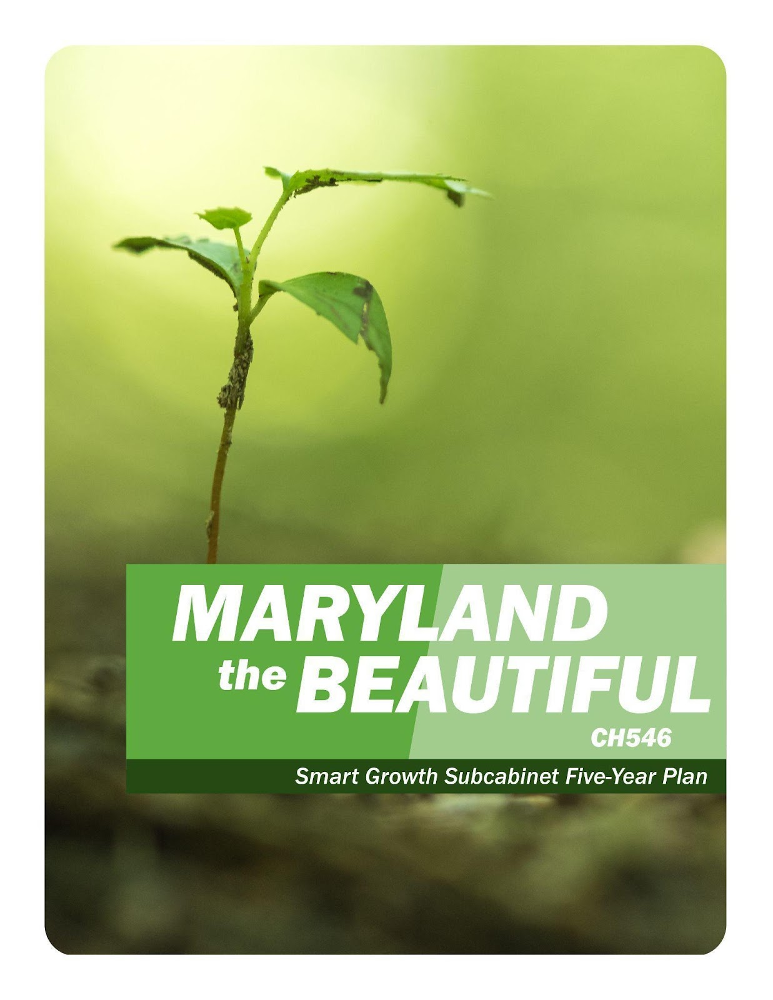 MARYLAND
the BEAUTIFUL
CH546
Smart Growth Subcabinet Five-Year Plan